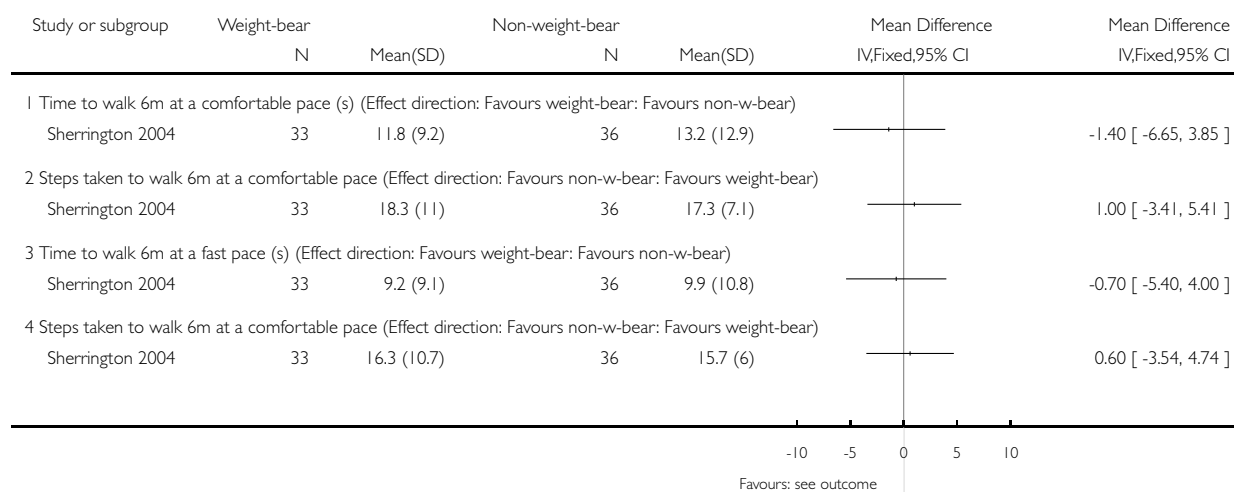 Study or subgroup Weight-bear Non-weight-bear Mean Difference Mean Difference
N Mean(SD) N Mean(SD) IV,Fixed,95% CI IV,Fixed,95% CI
1 Time to walk 6m at a comfortable pace (s) (Effect direction: Favours weight-bear: Favours non-w-bear)
Sherrington 2004 33 11.8 (9.2) 36 13.2 (12.9) -1.40 [ -6.65, 3.85 ]
2 Steps taken to walk 6m at a comfortable pace (Effect direction: Favours non-w-bear: Favours weight-bear)
Sherrington 2004 33 18.3 (11) 36 17.3 (7.1) 1.00 [ -3.41, 5.41 ]
3 Time to walk 6m at a fast pace (s) (Effect direction: Favours weight-bear: Favours non-w-bear)
Sherrington 2004 33 9.2 (9.1) 36 9.9 (10.8) -0.70 [ -5.40, 4.00 ]
4 Steps taken to walk 6m at a comfortable pace (Effect direction: Favours non-w-bear: Favours weight-bear)
Sherrington 2004 33 16.3 (10.7) 36 15.7 (6) 0.60 [ -3.54, 4.74 ]
-10 -5 0 5 10
Favours: see outcome